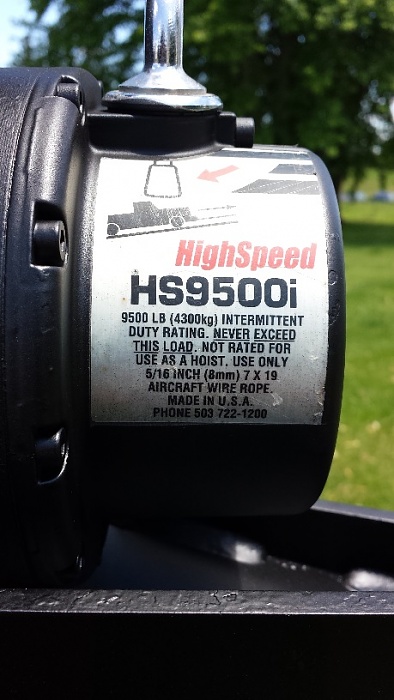 HighSpeed
HS9500i
9500 LB (4300kg) INTERMITTENT
DUTY RATING. NEVER EXCEED
THIS LOAD. NOT RATED FOR
USE AS A HOIST. USE ONLY
5/16 INCH (8mm) 7 X 19
AIRCRAFT WIRE ROPE.
MADE IN U.S.A.
PHONE 503 722-1200